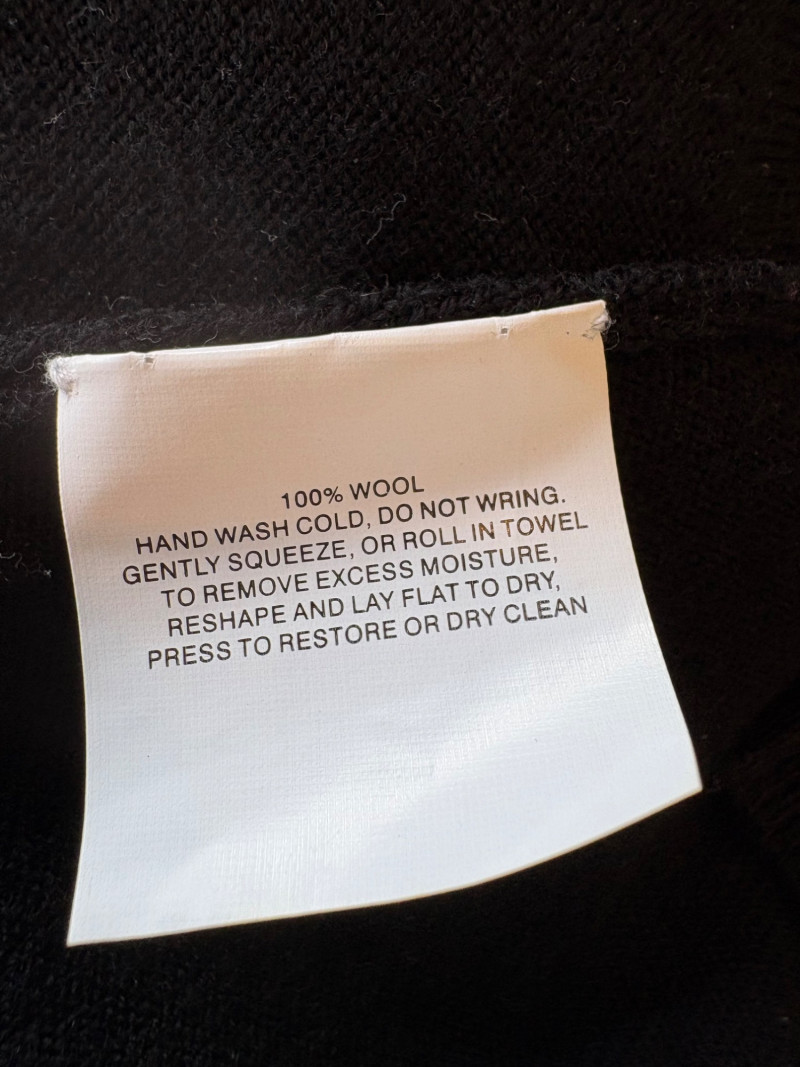 100% WOOL
HAND WASH COLD, DO NOT WRING.
GENTLY SQUEEZE, OR ROLL IN TOWEL
TO REMOVE EXCESS MOISTURE,
RESHAPE AND LAY FLAT TO DRY,
PRESS TO RESTORE OR DRY CLEAN